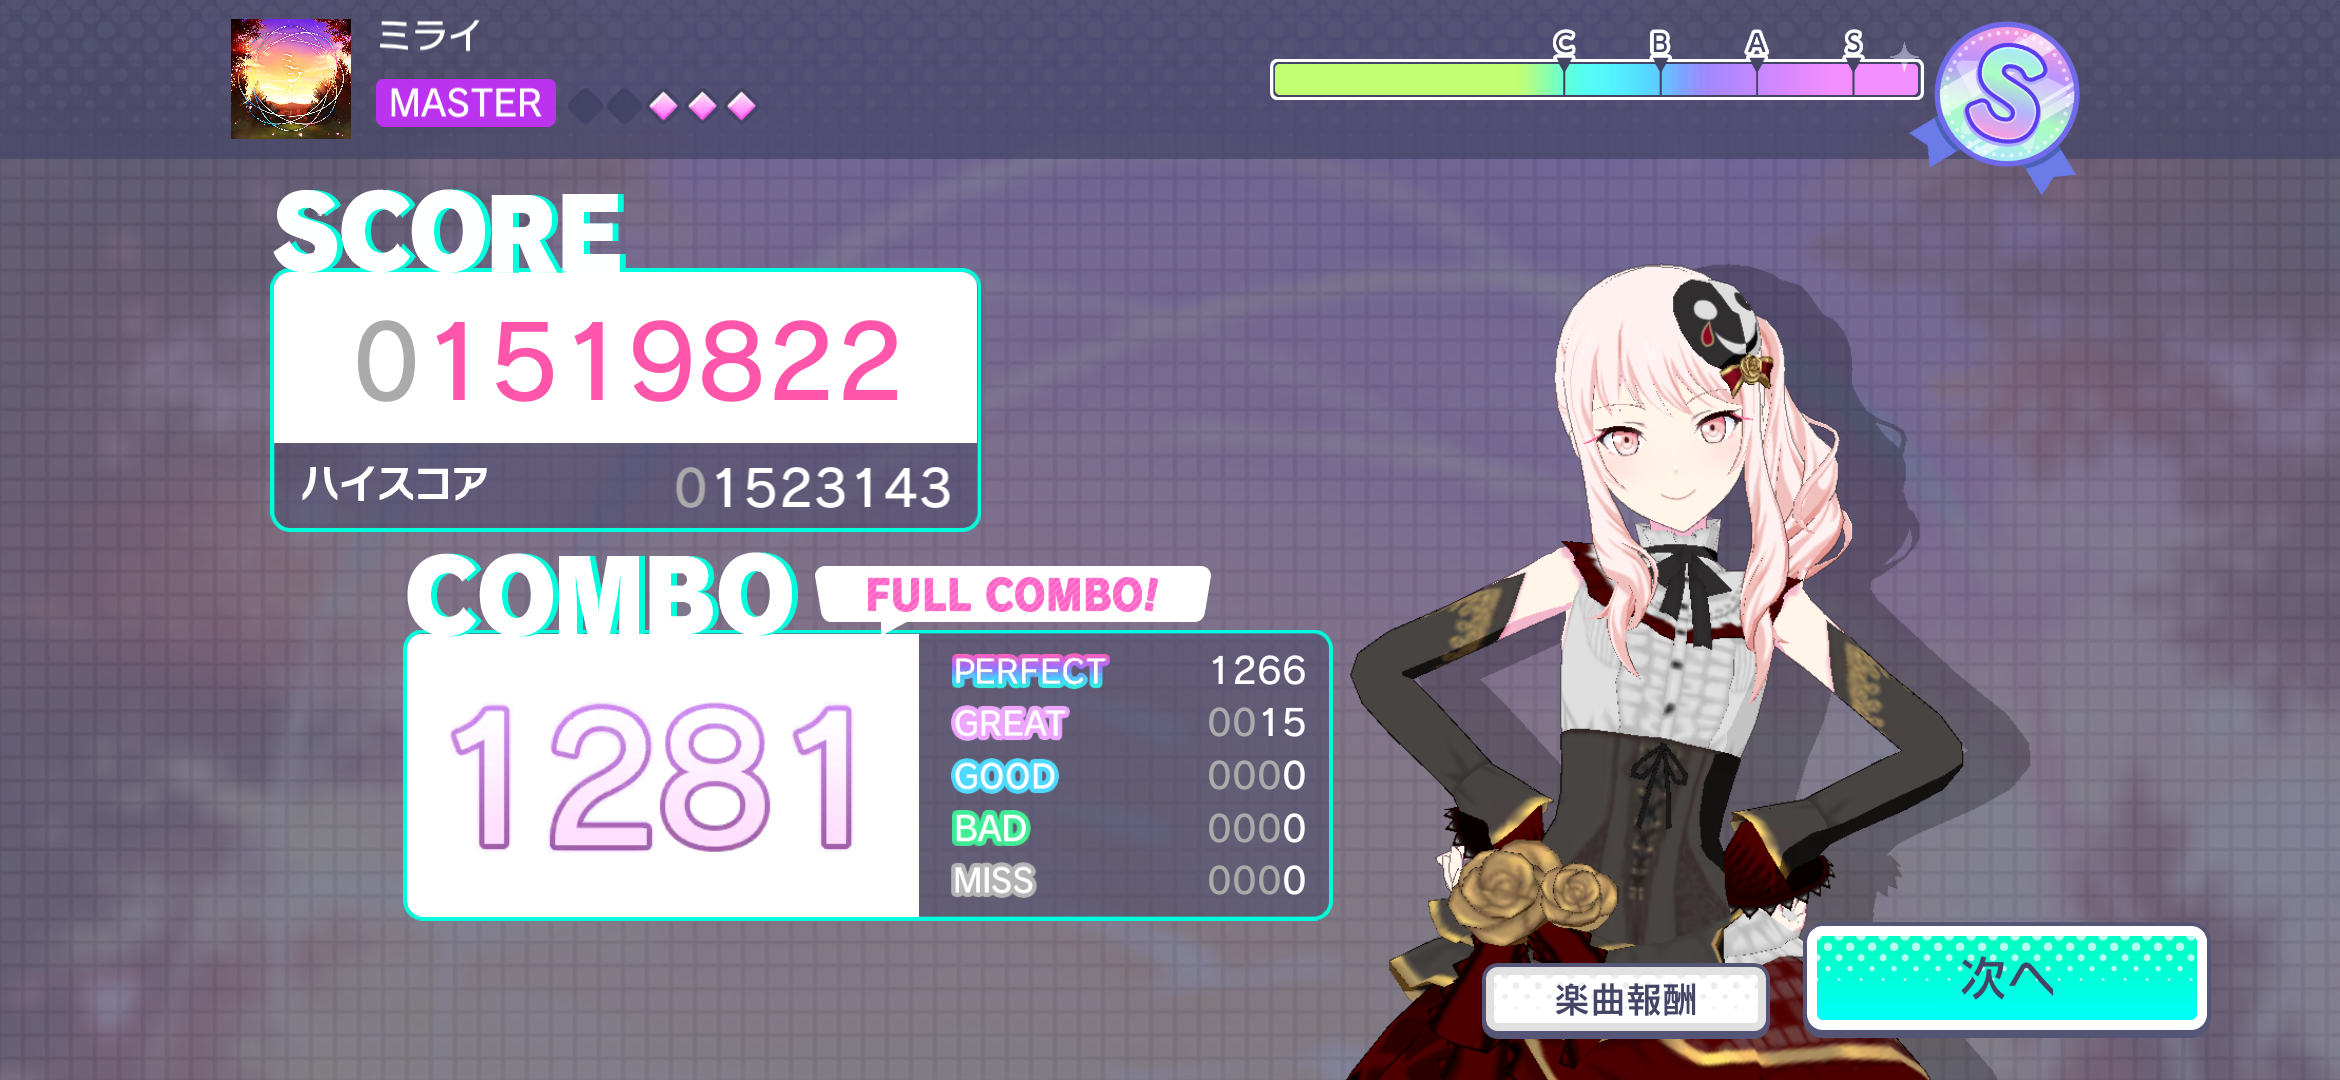 ミライ
MASTER
C B A S
S
SCORE
01519822
ハイスコア 01523143
COMBO FULL COMBO!
1281
PERFECT 1266
GREAT 0015
GOOD 0000
BAD 0000
MISS 0000
楽曲報酬
次へ